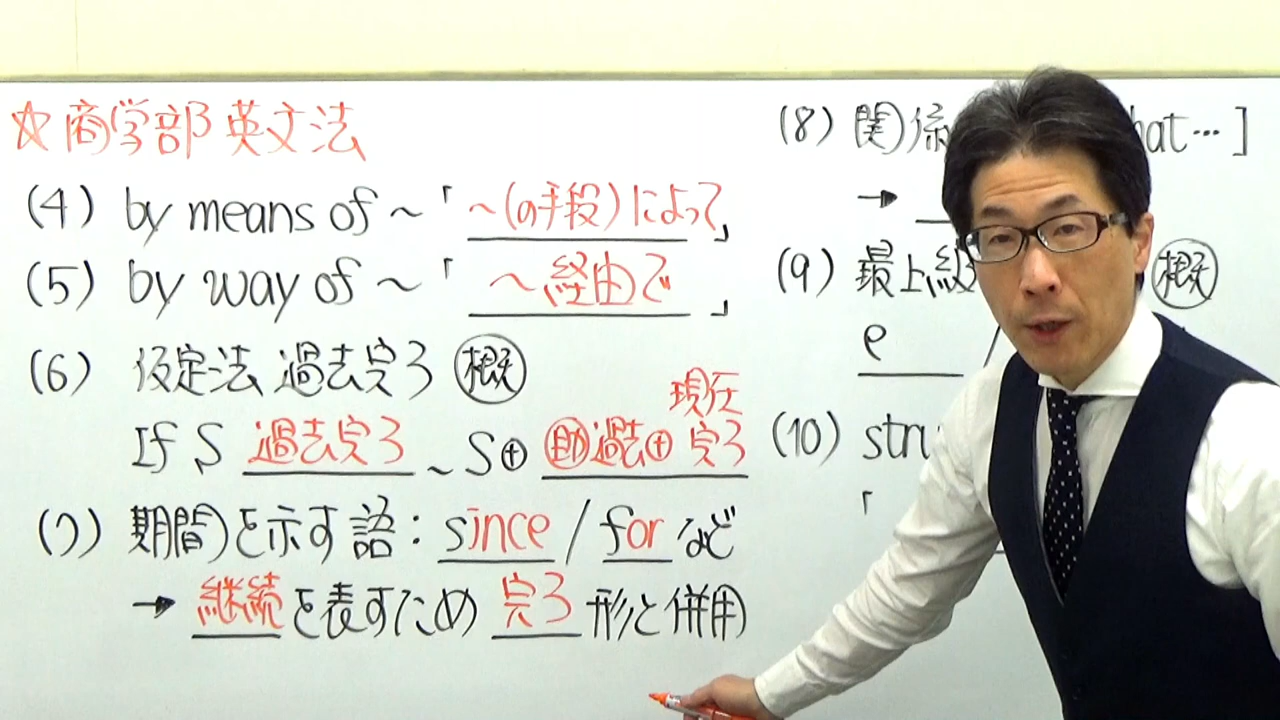 ☆商学部 英文法
(4) by means of ~「~(の手段)によって」
(5) by way of ~「~経由で」
(6) 仮定法 過去完了 概天
現在
If S 過去完了 ~ S⊕ 助過去⊕ 完了
(7) 期間を示す語: since / for など
→ 継続を表すため 完了 形と併用
(8) 関係 hat…]
→
(9) 最上級
e /
(10) stru
「